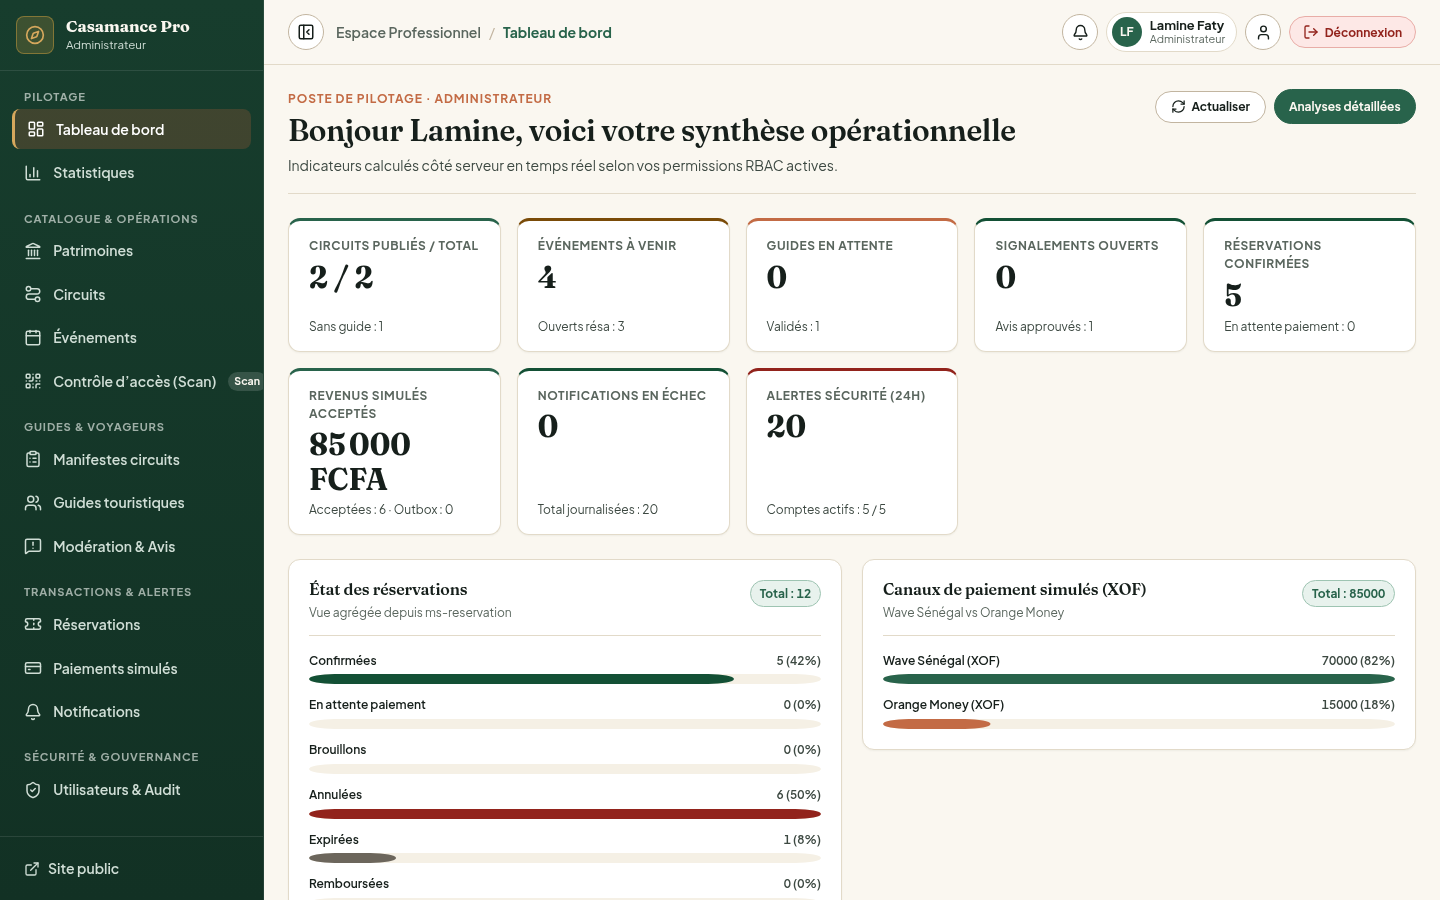 Casamance Pro
Administrateur
PILOTAGE
Tableau de bord
Statistiques
CATALOGUE & OPÉRATIONS
Patrimoines
Circuits
Événements
Contrôle d’accès (Scan) Scan
GUIDES & VOYAGEURS
Manifestes circuits
Guides touristiques
Modération & Avis
TRANSACTIONS & ALERTES
Réservations
Paiements simulés
Notifications
SÉCURITÉ & GOUVERNANCE
Utilisateurs & Audit
Site public
Espace Professionnel / Tableau de bord
LF
Lamine Faty
Administrateur
Déconnexion
POSTE DE PILOTAGE · ADMINISTRATEUR
Bonjour Lamine, voici votre synthèse opérationnelle
Indicateurs calculés côté serveur en temps réel selon vos permissions RBAC actives.
Actualiser
Analyses détaillées
CIRCUITS PUBLIÉS / TOTAL
2 / 2
Sans guide : 1
ÉVÉNEMENTS À VENIR
4
Ouverts résa : 3
GUIDES EN ATTENTE
0
Validés : 1
SIGNALEMENTS OUVERTS
0
Avis approuvés : 1
RÉSERVATIONS
CONFIRMÉES
5
En attente paiement : 0
REVENUS SIMULÉS
ACCEPTÉS
85 000
FCFA
Acceptées : 6 · Outbox : 0
NOTIFICATIONS EN ÉCHEC
0
Total journalisées : 20
ALERTES SÉCURITÉ (24H)
20
Comptes actifs : 5 / 5
État des réservations
Vue agrégée depuis ms-reservation
Total : 12
Confirmées 5 (42%)
En attente paiement 0 (0%)
Brouillons 0 (0%)
Annulées 6 (50%)
Expirées 1 (8%)
Remboursées 0 (0%)
Canaux de paiement simulés (XOF)
Wave Sénégal vs Orange Money
Total : 85000
Wave Sénégal (XOF) 70000 (82%)
Orange Money (XOF) 15000 (18%)